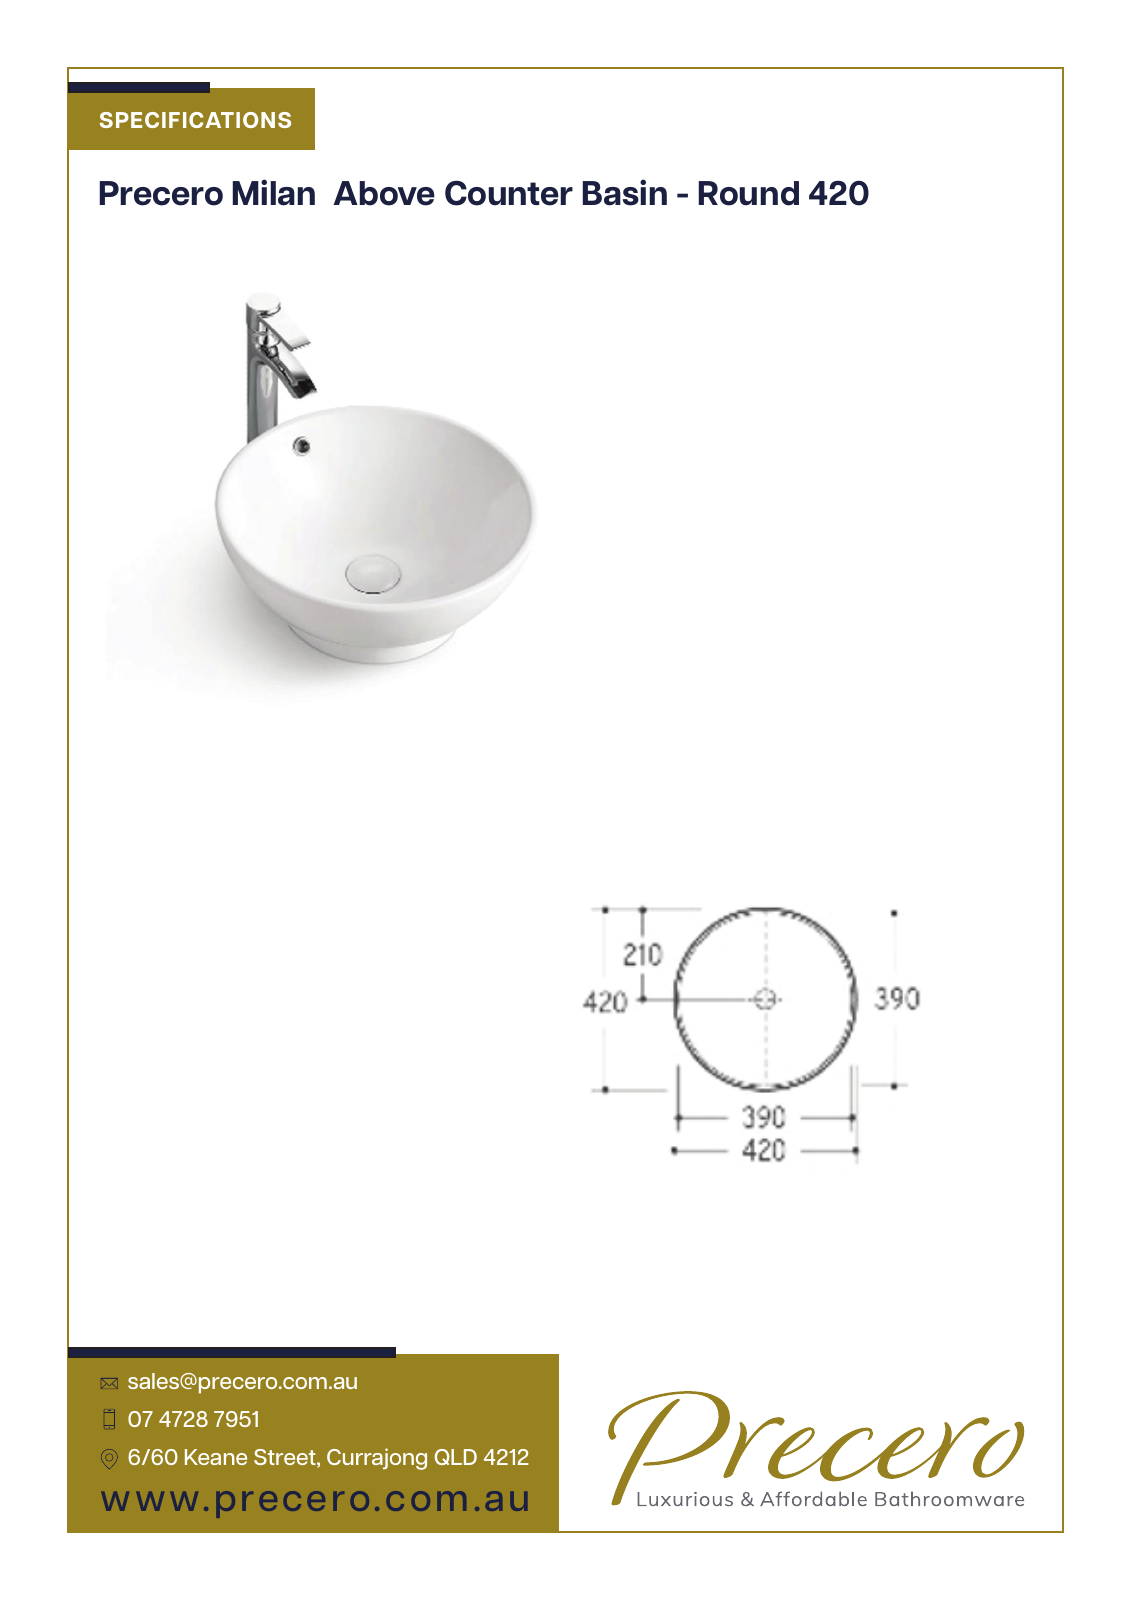 SPECIFICATIONS
Precero Milan  Above Counter Basin - Round 420
210
420
390
390
420
sales@precero.com.au
07 4728 7951
6/60 Keane Street, Currajong QLD 4212
www.precero.com.au
Precero
Luxurious & Affordable Bathroomware